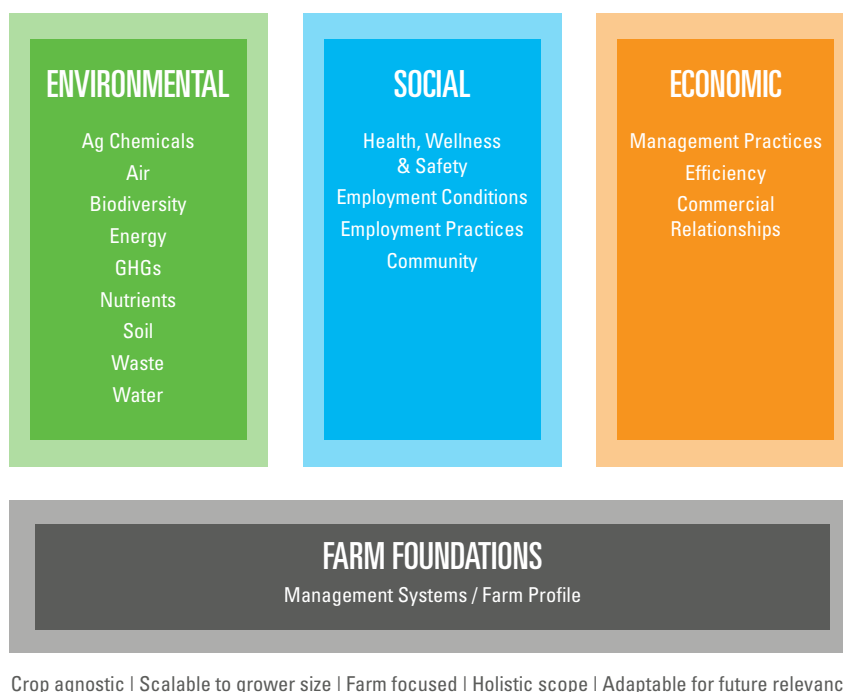 ENVIRONMENTAL
Ag Chemicals
Air
Biodiversity
Energy
GHGs
Nutrients
Soil
Waste
Water
SOCIAL
Health, Wellness
& Safety
Employment Conditions
Employment Practices
Community
ECONOMIC
Management Practices
Efficiency
Commercial
Relationships
FARM FOUNDATIONS
Management Systems / Farm Profile
Crop agnostic | Scalable to grower size | Farm focused | Holistic scope | Adaptable for future relevanc